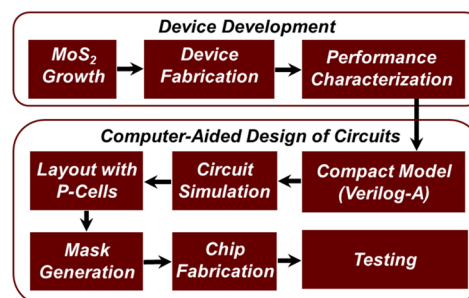 Device Development
MoS₂
Growth
Device
Fabrication
Performance
Characterization
Computer-Aided Design of Circuits
Layout with
P-Cells
Circuit
Simulation
Compact Model
(Verilog-A)
Mask
Generation
Chip
Fabrication
Testing